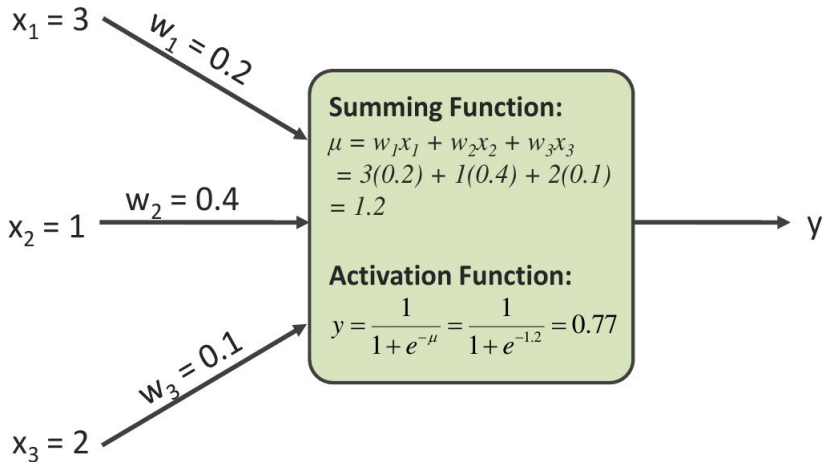 x₁ = 3
w₁ = 0.2
w₂ = 0.4
x₂ = 1
w₃ = 0.1
x₃ = 2
Summing Function:
μ = w₁x₁ + w₂x₂ + w₃x₃
= 3(0.2) + 1(0.4) + 2(0.1)
= 1.2
Activation Function:
y = 1/(1+e^{-μ}) = 1/(1+e^{-1.2}) = 0.77
y